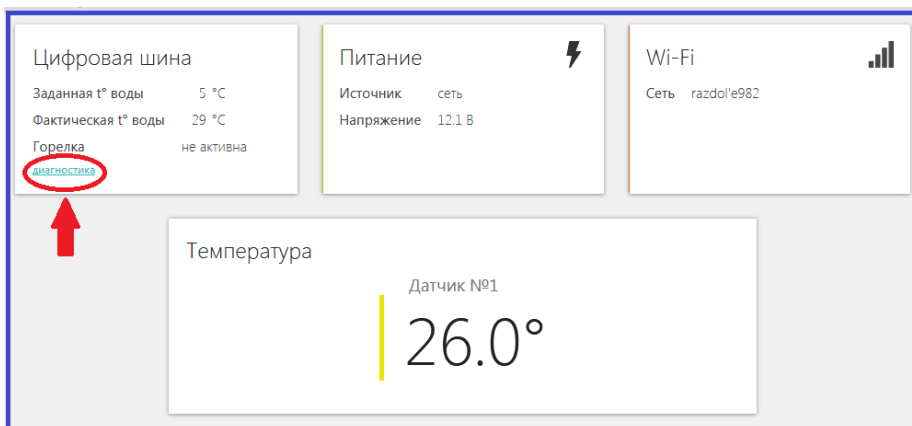 Цифровая шина
Заданная t° воды 5 °C
Фактическая t° воды 29 °C
Горелка не активна
диагностика
Питание
Источник сеть
Напряжение 12.1 В
Wi-Fi
Сеть razdol'e982
Температура
Датчик №1
26.0°